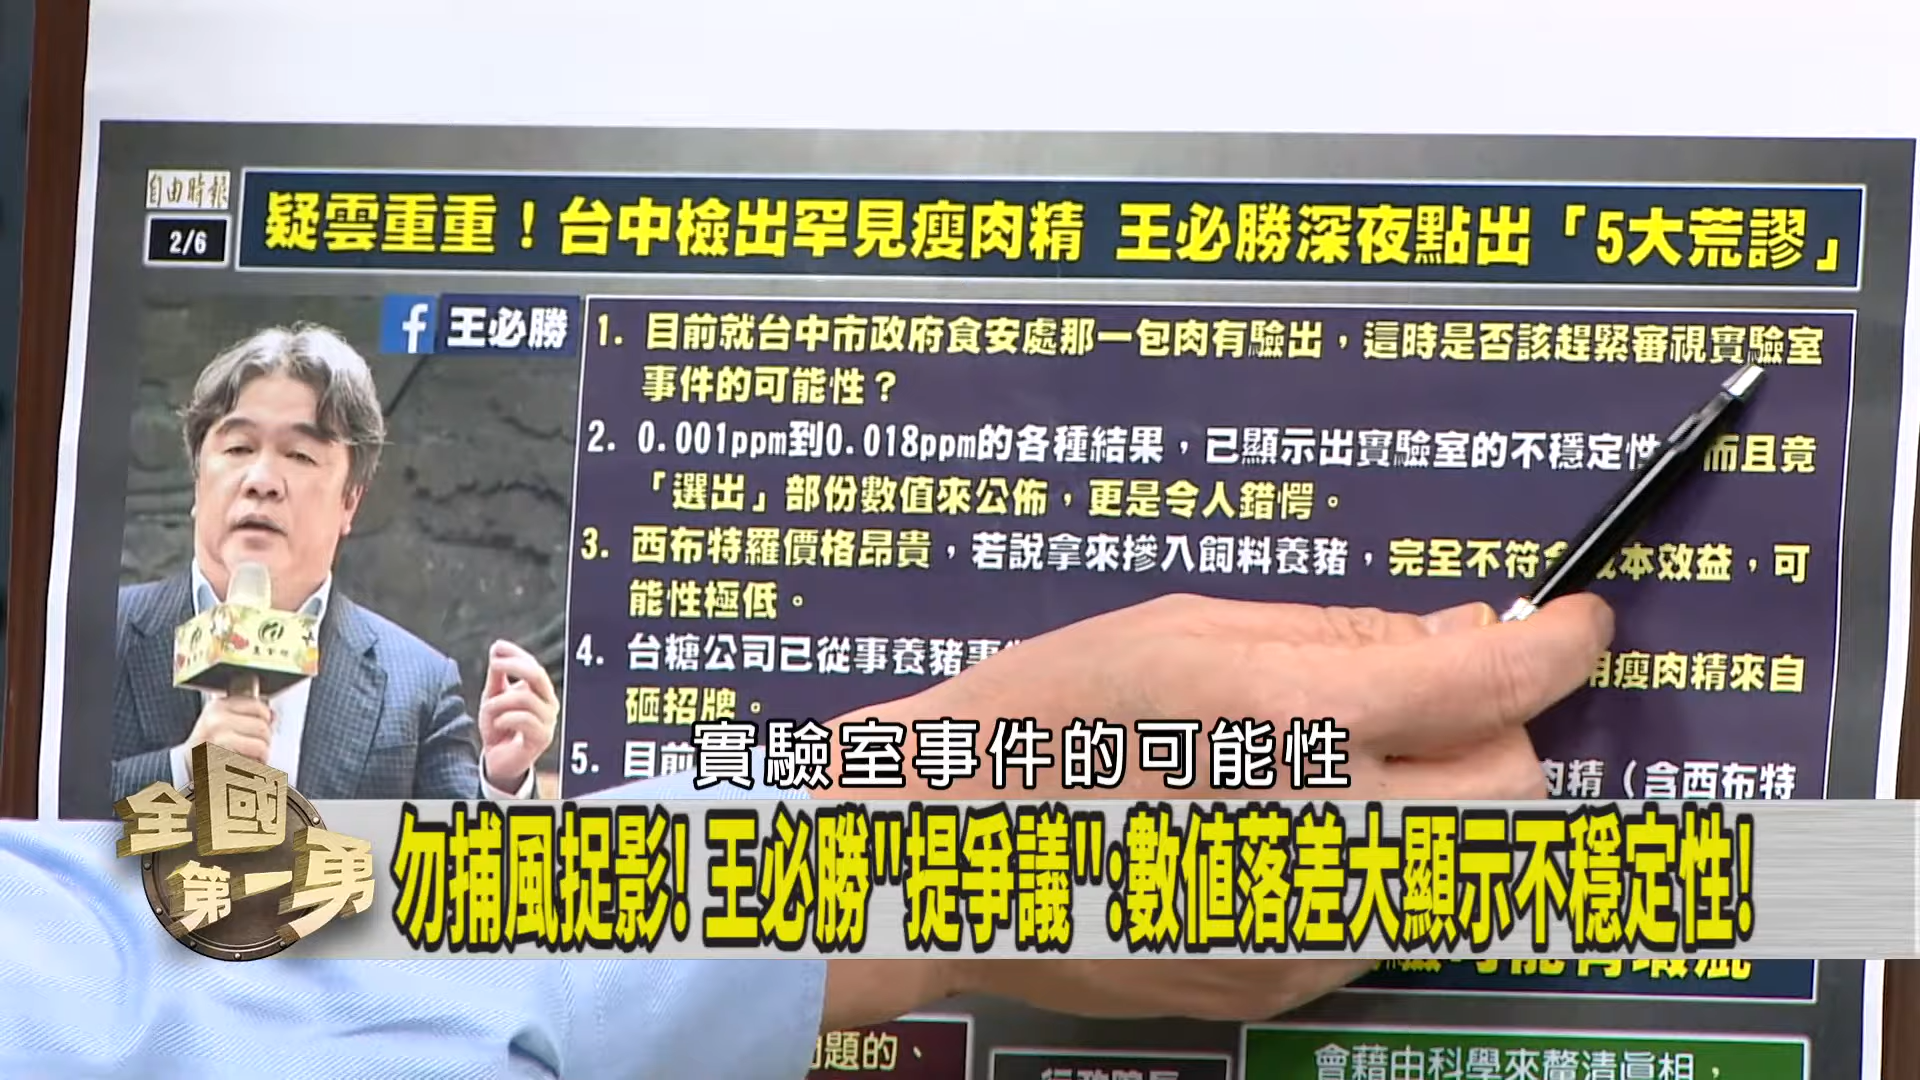 自由時報
2/6
疑雲重重！台中檢出罕見瘦肉精 王必勝深夜點出「5大荒謬」
f 王必勝
1. 目前就台中市政府食安處那一包肉有驗出，這時是否該趕緊審視實驗室
事件的可能性？
2. 0.001ppm到0.018ppm的各種結果，已顯示出實驗室的不穩定性 而且竟
「選出」部份數值來公佈，更是令人錯愕。
3. 西布特羅價格昂貴，若說拿來摻入飼料養豬，完全不符 本效益，可
能性極低。
4. 台糖公司已從事養豬事 用瘦肉精來自
砸招牌。
5. 目前 肉精（含西布特
實驗室事件的可能性
全國第一勇
勿捕風捉影! 王必勝"提爭議":數值落差大顯示不穩定性!
問題的、
行政院長
會藉由科學來釐清真相，